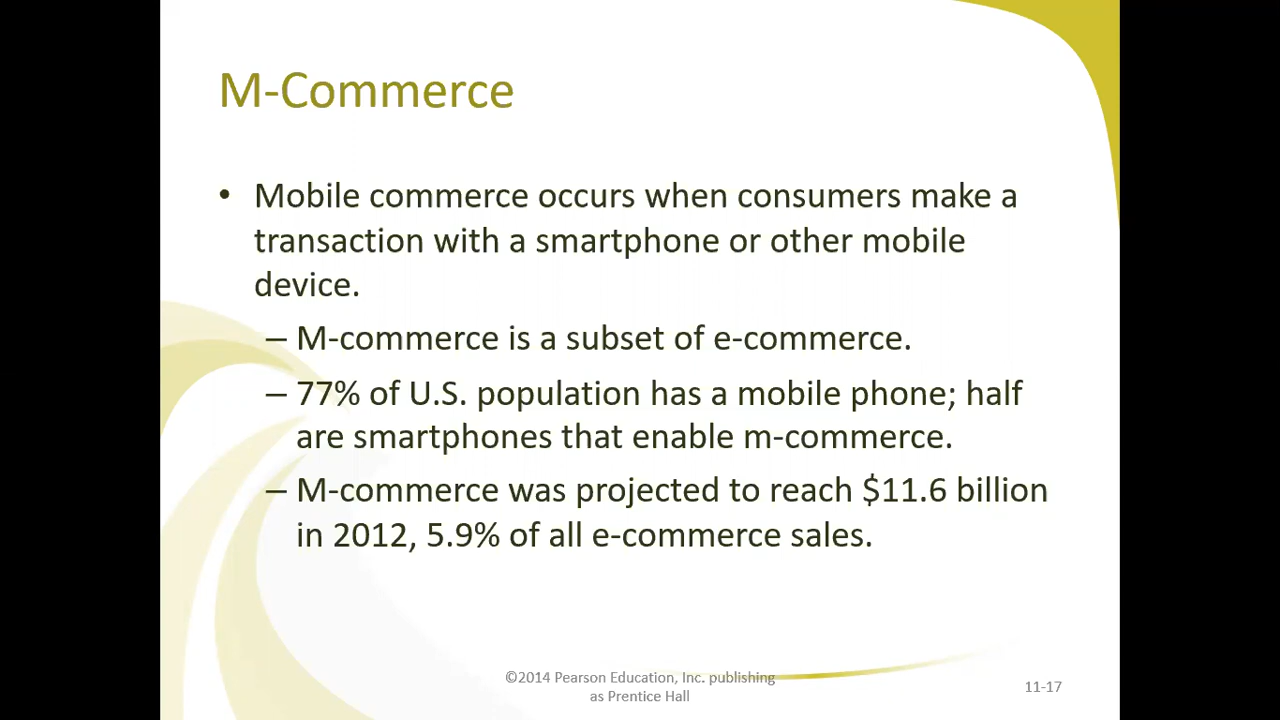 M-Commerce
• Mobile commerce occurs when consumers make a
transaction with a smartphone or other mobile
device.
– M-commerce is a subset of e-commerce.
– 77% of U.S. population has a mobile phone; half
are smartphones that enable m-commerce.
– M-commerce was projected to reach $11.6 billion
in 2012, 5.9% of all e-commerce sales.
©2014 Pearson Education, Inc. publishing
as Prentice Hall
11-17